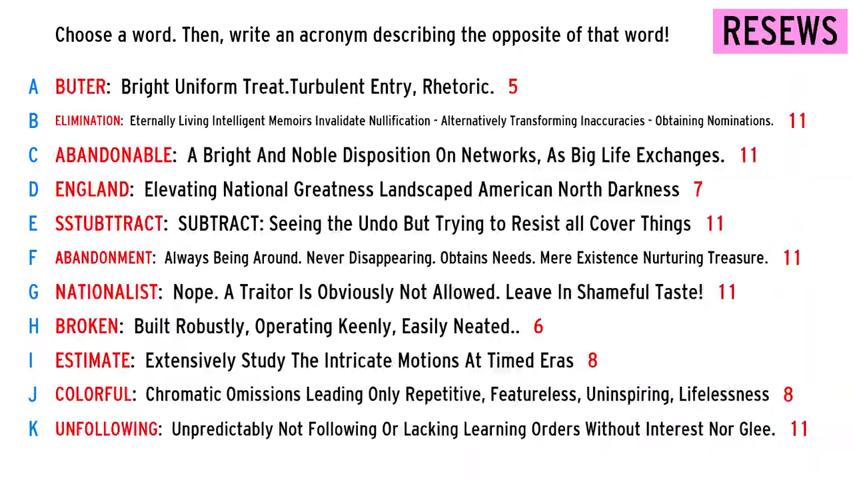 Choose a word. Then, write an acronym describing the opposite of that word!
RESEWS
A BUTER: Bright Uniform Treat.Turbulent Entry, Rhetoric. 5
B ELIMINATION: Eternally Living Intelligent Memoirs Invalidate Nullification - Alternatively Transforming Inaccuracies - Obtaining Nominations. 11
C ABANDONABLE: A Bright And Noble Disposition On Networks, As Big Life Exchanges. 11
D ENGLAND: Elevating National Greatness Landscaped American North Darkness 7
E SSTUBTTRACT: SUBTRACT: Seeing the Undo But Trying to Resist all Cover Things 11
F ABANDONMENT: Always Being Around. Never Disappearing. Obtains Needs. Mere Existence Nurturing Treasure. 11
G NATIONALIST: Nope. A Traitor Is Obviously Not Allowed. Leave In Shameful Taste! 11
H BROKEN: Built Robustly, Operating Keenly, Easily Neated.. 6
I ESTIMATE: Extensively Study The Intricate Motions At Timed Eras 8
J COLORFUL: Chromatic Omissions Leading Only Repetitive, Featureless, Uninspiring, Lifelessness 8
K UNFOLLOWING: Unpredictably Not Following Or Lacking Learning Orders Without Interest Nor Glee. 11